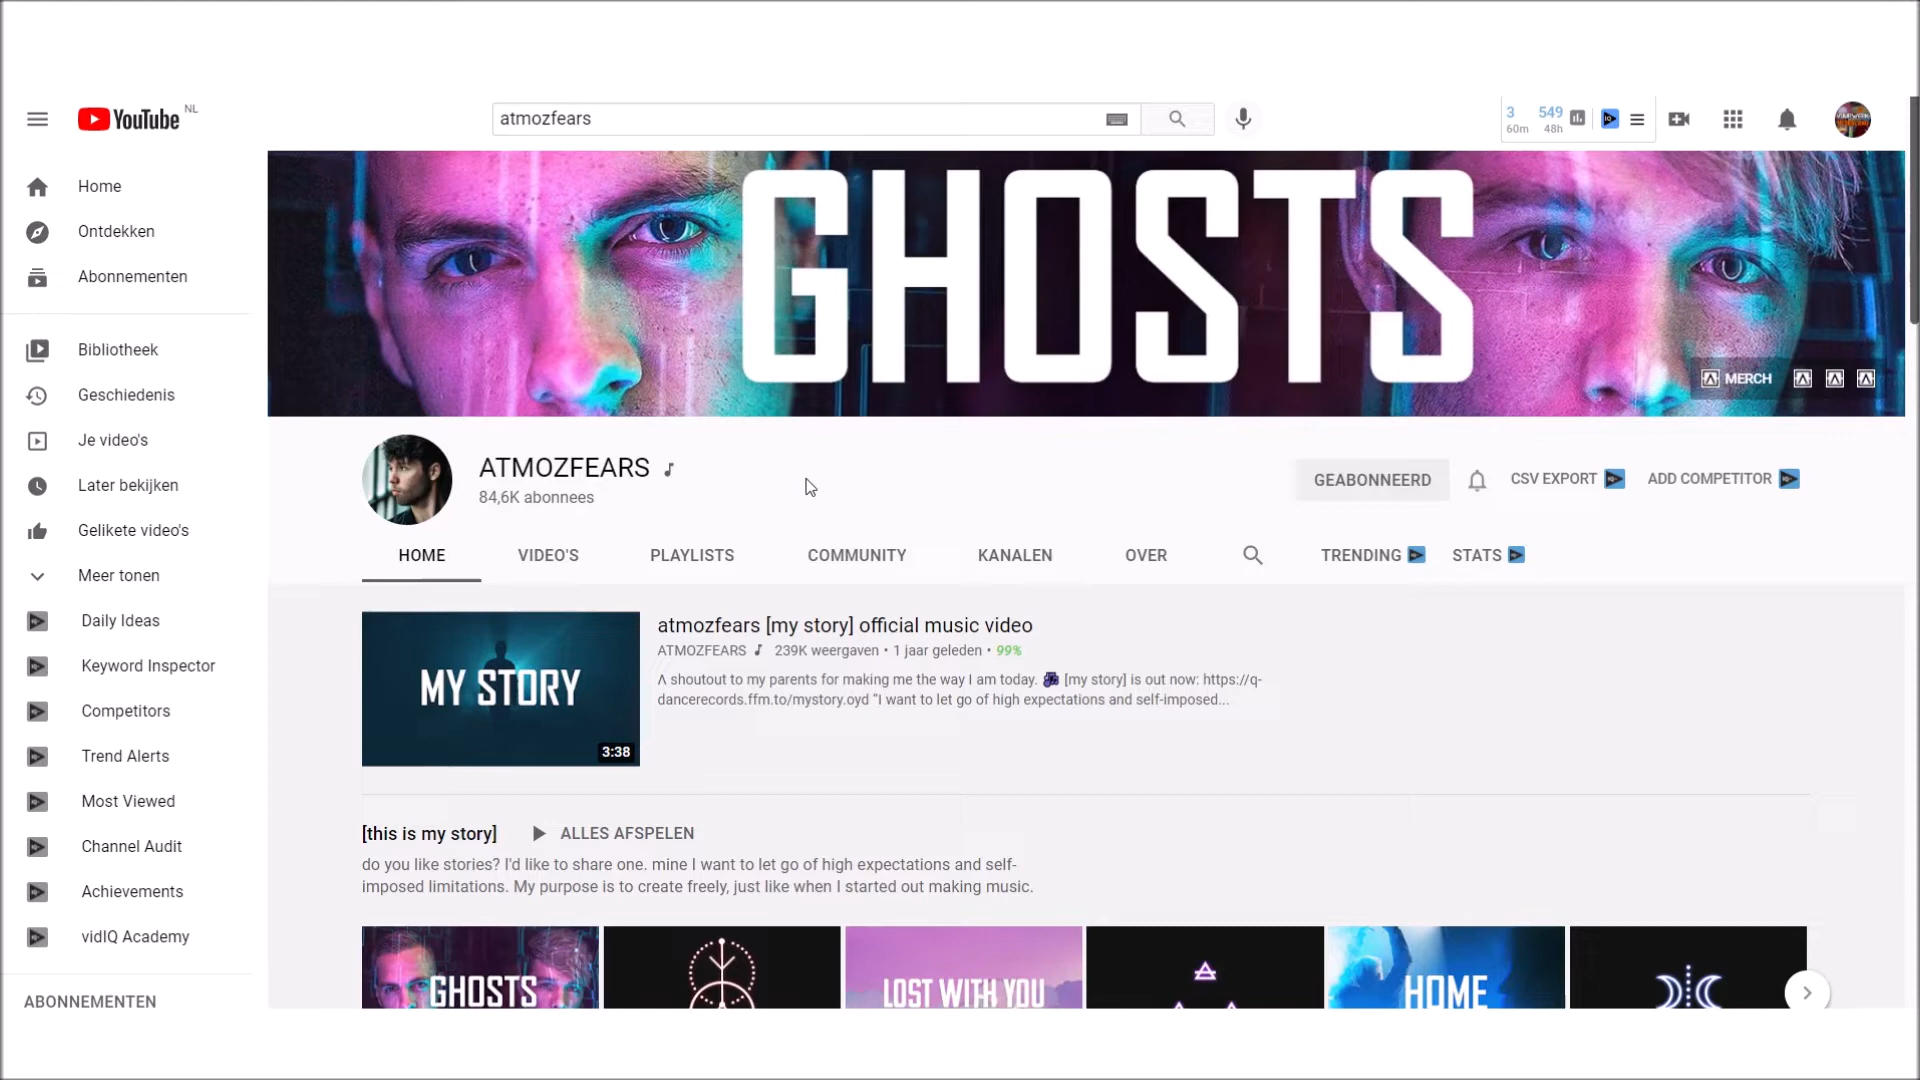 YouTube NL
atmozfears
3 549
60m 48h
Home
Ontdekken
Abonnementen
Bibliotheek
Geschiedenis
Je video's
Later bekijken
Gelikete video's
Meer tonen
Daily Ideas
Keyword Inspector
Competitors
Trend Alerts
Most Viewed
Channel Audit
Achievements
vidIQ Academy
ABONNEMENTEN
GHOSTS
MERCH
ATMOZFEARS
84,6K abonnees
GEABONNEERD
CSV EXPORT
ADD COMPETITOR
HOME VIDEO'S PLAYLISTS COMMUNITY KANALEN OVER TRENDING STATS
MY STORY
3:38
atmozfears [my story] official music video
ATMOZFEARS 239K weergaven • 1 jaar geleden • 99%
Λ shoutout to my parents for making me the way I am today. [my story] is out now: https://q-
dancerecords.ffm.to/mystory.oyd "I want to let go of high expectations and self-imposed...
[this is my story] ALLES AFSPELEN
do you like stories? I'd like to share one. mine I want to let go of high expectations and self-
imposed limitations. My purpose is to create freely, just like when I started out making music.
GHOSTS
LOST WITH YOU
HOME